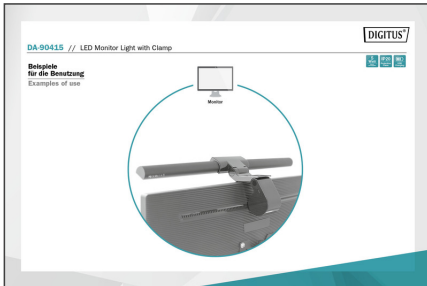 DIGITUS®
DA-90415 // LED Monitor Light with Clamp
Beispiele
für die Benutzung
Examples of use
Monitor